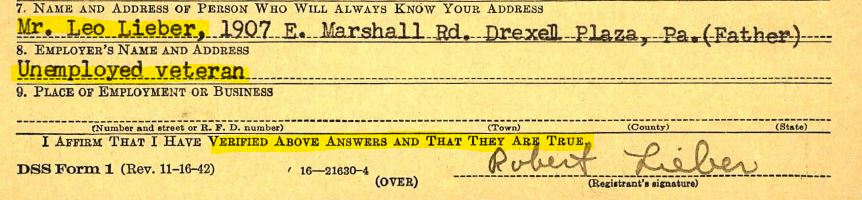 7. NAME AND ADDRESS OF PERSON WHO WILL ALWAYS KNOW YOUR ADDRESS
Mr. Leo Lieber, 1907 E. Marshall Rd. Drexell Plaza, Pa.(Father)
8. EMPLOYER'S NAME AND ADDRESS
Unemployed veteran
9. PLACE OF EMPLOYMENT OR BUSINESS
(Number and street or R. F. D. number) (Town) (County) (State)
I AFFIRM THAT I HAVE VERIFIED ABOVE ANSWERS AND THAT THEY ARE TRUE.
Robert Lieber
DSS Form 1 (Rev. 11-16-42) 16—21630-4
(OVER) (Registrant's signature)